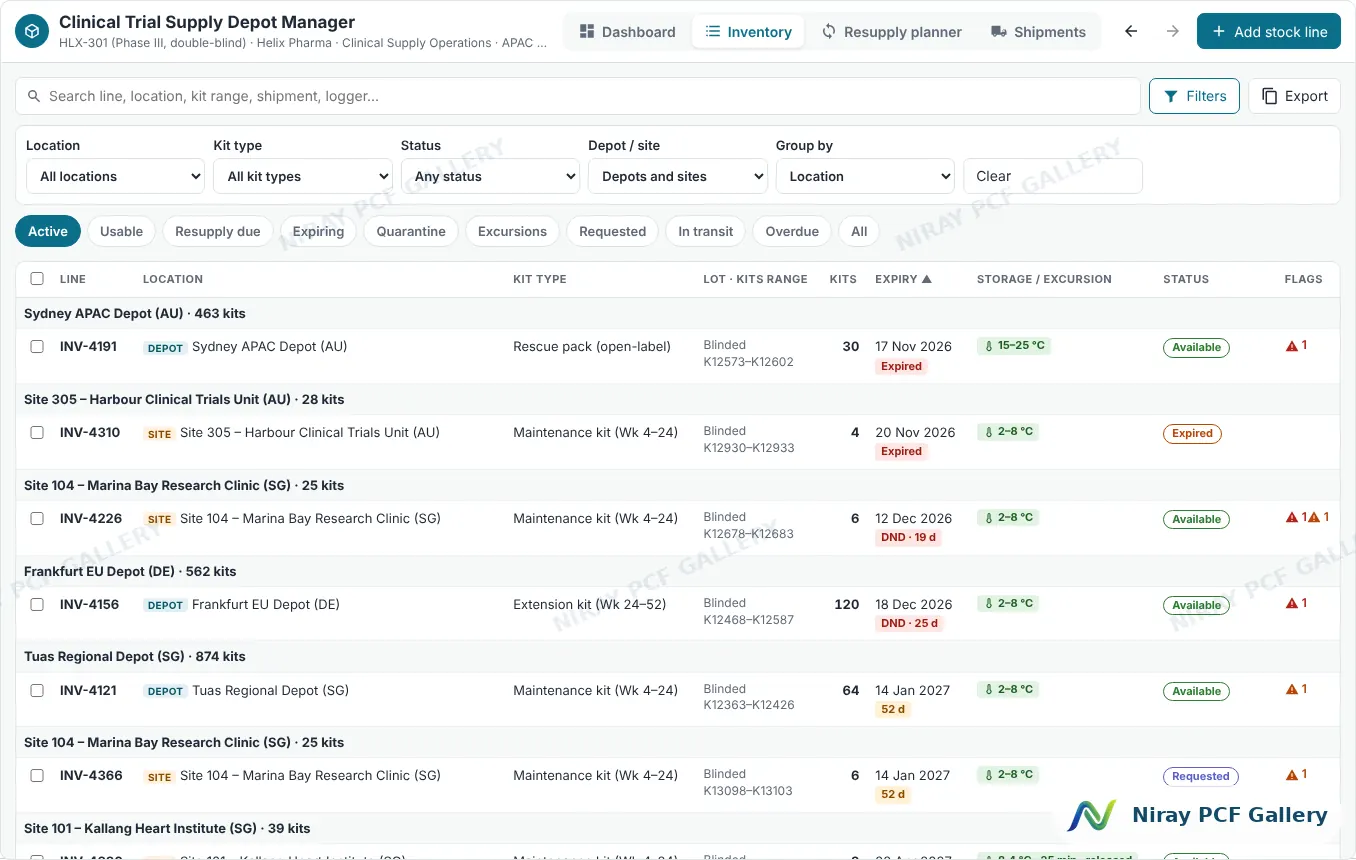 Clinical Trial Supply Depot Manager
HLX-301 (Phase III, double-blind) · Helix Pharma · Clinical Supply Operations · APAC ...
Dashboard
Inventory
Resupply planner
Shipments
Add stock line
Search line, location, kit range, shipment, logger...
Filters
Export
Location
Kit type
Status
Depot / site
Group by
All locations
All kit types
Any status
Depots and sites
Location
Clear
Active
Usable
Resupply due
Expiring
Quarantine
Excursions
Requested
In transit
Overdue
All
LINE LOCATION KIT TYPE LOT · KITS RANGE KITS EXPIRY ▲ STORAGE / EXCURSION STATUS FLAGS
Sydney APAC Depot (AU) · 463 kits
INV-4191 DEPOT Sydney APAC Depot (AU) Rescue pack (open-label) Blinded 30 17 Nov 2026 15–25 °C Available 1
K12573–K12602 Expired
Site 305 – Harbour Clinical Trials Unit (AU) · 28 kits
INV-4310 SITE Site 305 – Harbour Clinical Trials Unit (AU) Maintenance kit (Wk 4–24) Blinded 4 20 Nov 2026 2–8 °C Expired
K12930–K12933 Expired
Site 104 – Marina Bay Research Clinic (SG) · 25 kits
INV-4226 SITE Site 104 – Marina Bay Research Clinic (SG) Maintenance kit (Wk 4–24) Blinded 6 12 Dec 2026 2–8 °C Available 1 1
K12678–K12683 DND · 19 d
Frankfurt EU Depot (DE) · 562 kits
INV-4156 DEPOT Frankfurt EU Depot (DE) Extension kit (Wk 24–52) Blinded 120 18 Dec 2026 2–8 °C Available 1
K12468–K12587 DND · 25 d
Tuas Regional Depot (SG) · 874 kits
INV-4121 DEPOT Tuas Regional Depot (SG) Maintenance kit (Wk 4–24) Blinded 64 14 Jan 2027 2–8 °C Available 1
K12363–K12426 52 d
Site 104 – Marina Bay Research Clinic (SG) · 25 kits
INV-4366 SITE Site 104 – Marina Bay Research Clinic (SG) Maintenance kit (Wk 4–24) Blinded 6 14 Jan 2027 2–8 °C Requested 1
K13098–K13103 52 d
Site 101 – Kallang Heart Institute (SG) · 39 kits
Niray PCF Gallery
NIRAY PCF GALLERY
NIRAY PCF GALLERY
PCF GALLERY
NIRAY PCF GALLERY
NIRAY PCF GALL